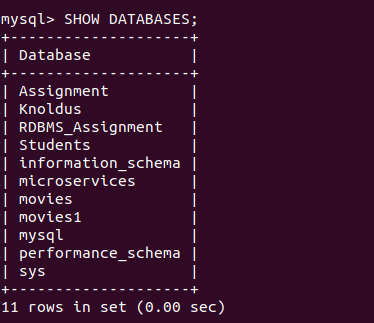 mysql> SHOW DATABASES;
+--------------------+
| Database           |
+--------------------+
| Assignment         |
| Knoldus            |
| RDBMS_Assignment   |
| Students           |
| information_schema |
| microservices      |
| movies             |
| movies1            |
| mysql              |
| performance_schema |
| sys                |
+--------------------+
11 rows in set (0.00 sec)